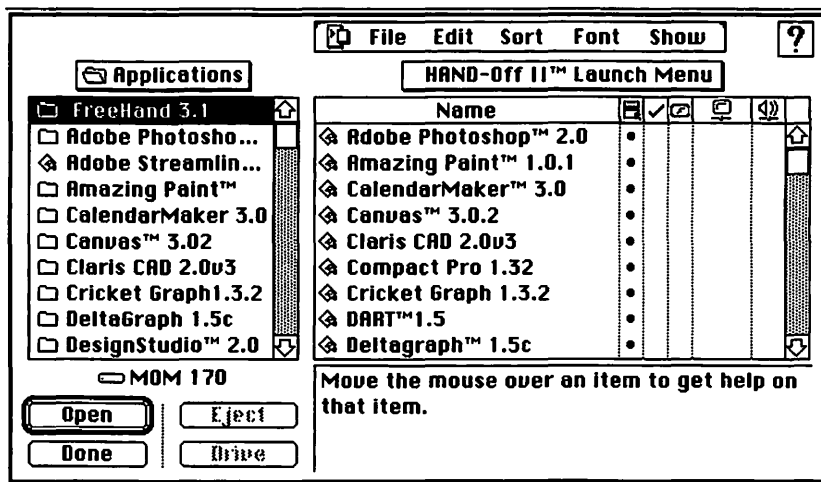 File Edit Sort Font Show
?
Applications
HAND-Off II™ Launch Menu
FreeHand 3.1
Adobe Photosho...
Adobe Streamlin...
Amazing Paint™
CalendarMaker 3.0
Canvas™ 3.02
Claris CAD 2.0v3
Cricket Graph1.3.2
DeltaGraph 1.5c
DesignStudio™ 2.0
Name
Adobe Photoshop™ 2.0
Amazing Paint™ 1.0.1
CalendarMaker™ 3.0
Canvas™ 3.0.2
Claris CAD 2.0v3
Compact Pro 1.32
Cricket Graph 1.3.2
DART™1.5
Deltagraph™ 1.5c
MOM 170
Open
Eject
Done
Drive
Move the mouse over an item to get help on
that item.